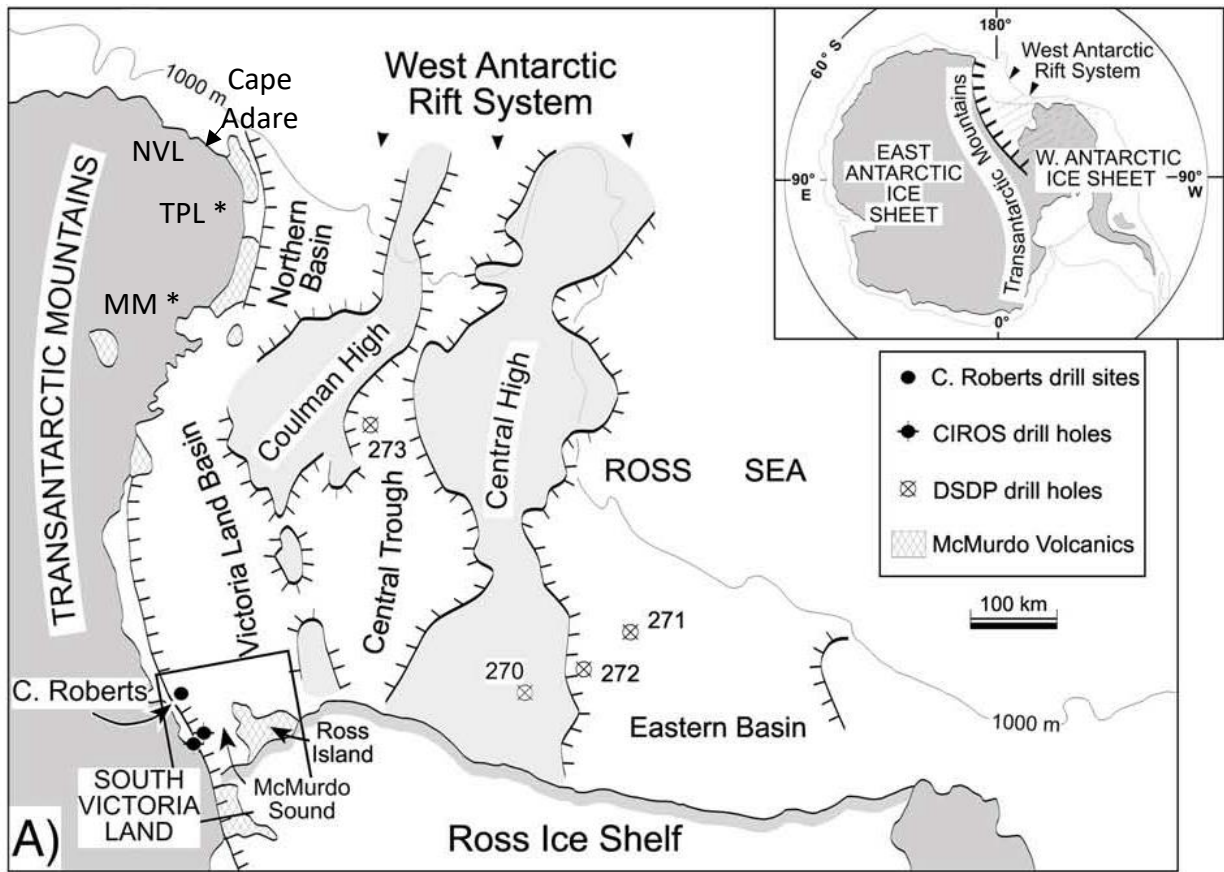 West Antarctic
Rift System
1000 m
Cape
Adare
NVL
TPL *
MM *
TRANSANTARCTIC MOUNTAINS
Northern
Basin
Coulman High
Central High
273
Victoria Land Basin
Central Trough
ROSS SEA
271
270
272
C. Roberts
Ross
Island
Eastern Basin
1000 m
McMurdo
Sound
SOUTH
VICTORIA
LAND
Ross Ice Shelf
A)
180°
60° S
West Antarctic
Rift System
Transantarctic Mountains
EAST
ANTARCTIC
ICE
SHEET
W. ANTARCTIC
ICE SHEET
90°
E
90°
W
0°
C. Roberts drill sites
CIROS drill holes
DSDP drill holes
McMurdo Volcanics
100 km